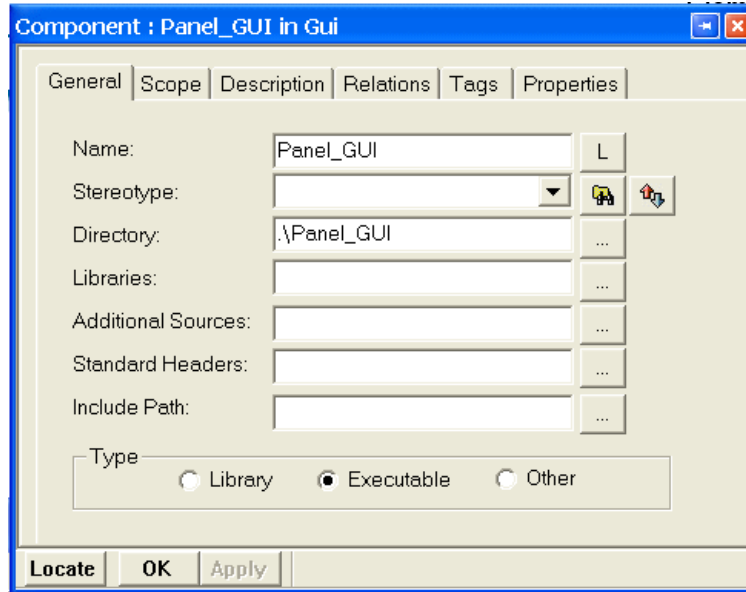 Component : Panel_GUI in Gui
General Scope Description Relations Tags Properties
Name: Panel_GUI L
Stereotype:
Directory: .\Panel_GUI ...
Libraries: ...
Additional Sources: ...
Standard Headers: ...
Include Path: ...
Type
Library Executable Other
Locate OK Apply